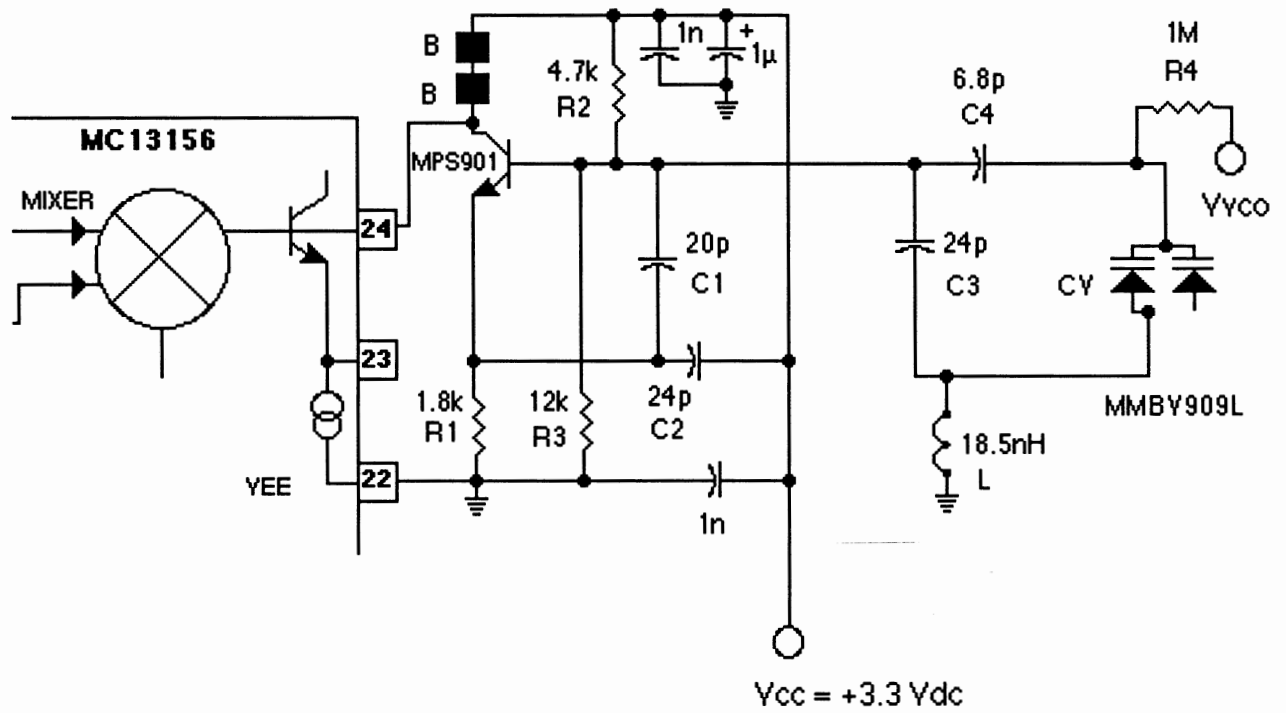 B
B
1n
+
1µ
4.7k
R2
1M
R4
6.8p
C4
MC13156
MPS901
MIXER
24
VVCO
20p
C1
24p
C3
CV
23
1.8k
R1
12k
R3
24p
C2
MMBV909L
18.5nH
L
VEE
22
1n
Vcc = +3.3 Vdc